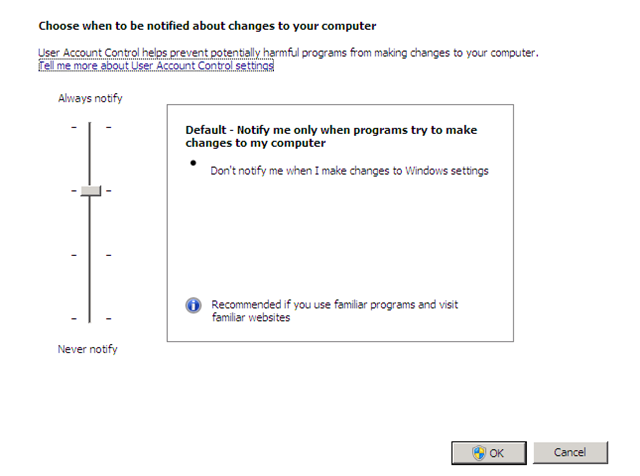 Choose when to be notified about changes to your computer
User Account Control helps prevent potentially harmful programs from making changes to your computer.
Tell me more about User Account Control settings
Always notify
Default - Notify me only when programs try to make
changes to my computer
• Don't notify me when I make changes to Windows settings
Recommended if you use familiar programs and visit
familiar websites
Never notify
OK
Cancel